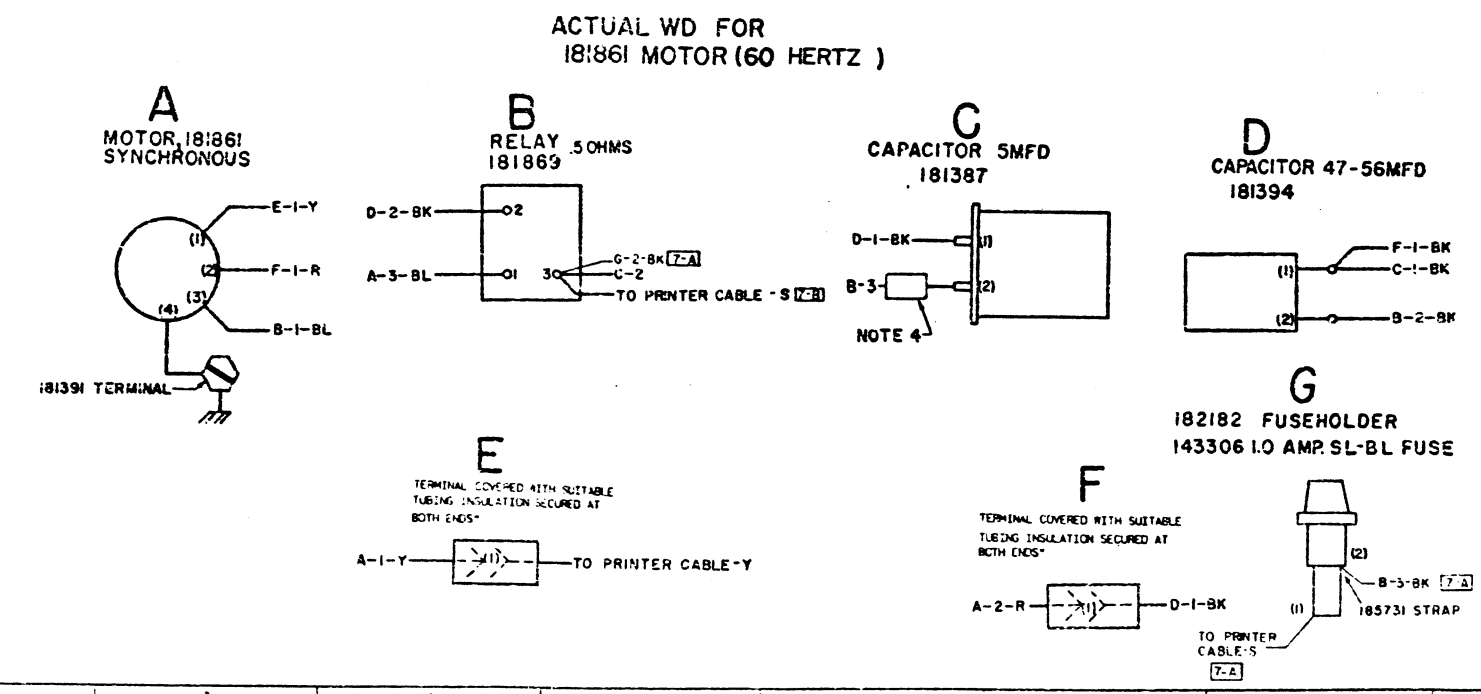 ACTUAL WD FOR
181861 MOTOR (60 HERTZ )
A
MOTOR, 181861
SYNCHRONOUS
E-1-Y
(1)
(2)
F-1-R
(3)
(4)
B-1-BL
181391 TERMINAL
B
RELAY .5 OHMS
181869
D-2-BK
2
A-3-BL
1
3
G-2-BK 7-A
C-2
TO PRINTER CABLE - S 7-B
C
CAPACITOR 5MFD
181387
D-1-BK
(1)
B-3
(2)
NOTE 4
D
CAPACITOR 47-56MFD
181394
F-1-BK
(1)
C-1-BK
(2)
B-2-BK
E
TERMINAL COVERED WITH SUITABLE
TUBING INSULATION SECURED AT
BOTH ENDS"
A-1-Y
(1)
TO PRINTER CABLE-Y
F
TERMINAL COVERED WITH SUITABLE
TUBING INSULATION SECURED AT
BOTH ENDS"
A-2-R
(1)
D-1-BK
G
182182 FUSEHOLDER
143306 1.0 AMP. SL-BL FUSE
(2)
B-3-BK 7-A
185731 STRAP
(1)
TO PRINTER
CABLE-S
7-A